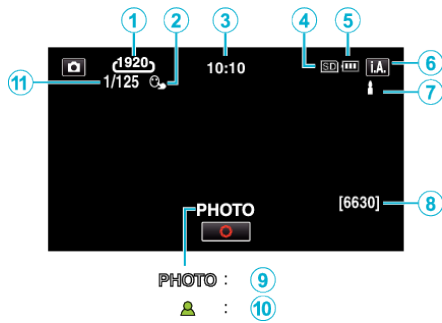 ① ② ③ ④ ⑤
1920 10:10 SD i.A. ⑥
⑪ 1/125 ⑦
[6630] ⑧
PHOTO
PHOTO : ⑨
: ⑩